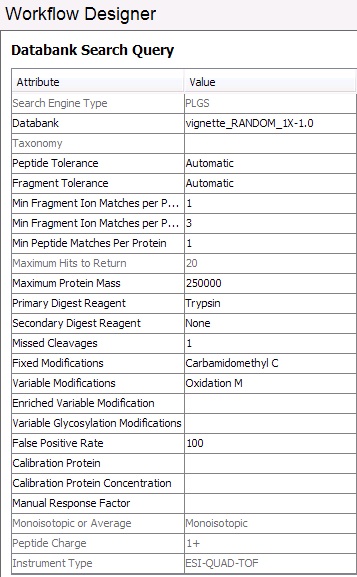 Workflow Designer
Databank Search Query
Attribute Value
Search Engine Type PLGS
Databank vignette_RANDOM_1X-1.0
Taxonomy
Peptide Tolerance Automatic
Fragment Tolerance Automatic
Min Fragment Ion Matches per P... 1
Min Fragment Ion Matches per P... 3
Min Peptide Matches Per Protein 1
Maximum Hits to Return 20
Maximum Protein Mass 250000
Primary Digest Reagent Trypsin
Secondary Digest Reagent None
Missed Cleavages 1
Fixed Modifications Carbamidomethyl C
Variable Modifications Oxidation M
Enriched Variable Modification
Variable Glycosylation Modifications
False Positive Rate 100
Calibration Protein
Calibration Protein Concentration
Manual Response Factor
Monoisotopic or Average Monoisotopic
Peptide Charge 1+
Instrument Type ESI-QUAD-TOF